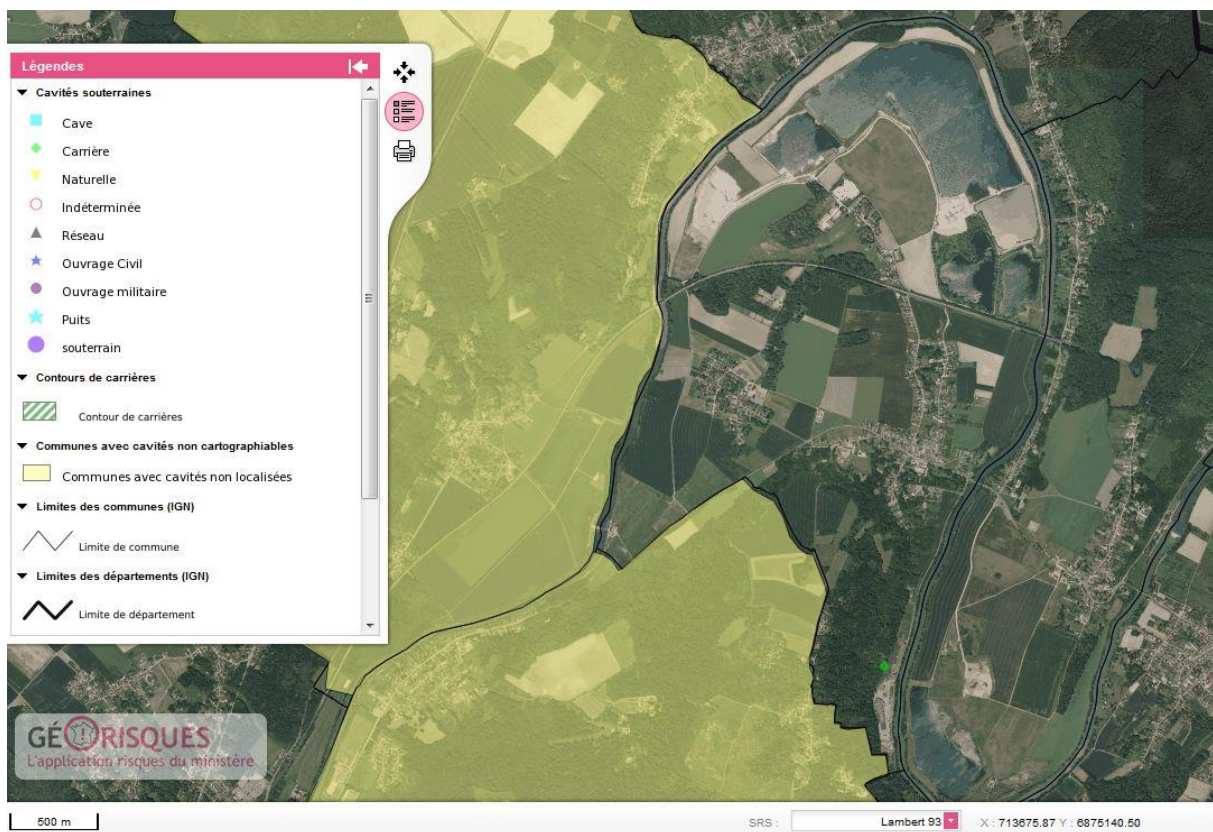 Légendes
Cavités souterraines
Cave
Carrière
Naturelle
Indéterminée
Réseau
Ouvrage Civil
Ouvrage militaire
Puits
souterrain
Contours de carrières
Contour de carrières
Communes avec cavités non cartographiables
Communes avec cavités non localisées
Limites des communes (IGN)
Limite de commune
Limites des départements (IGN)
Limite de département
GÉORISQUES
L'application risques du ministère
500 m
SRS :
Lambert 93
X : 713675.87 Y : 6875140.50